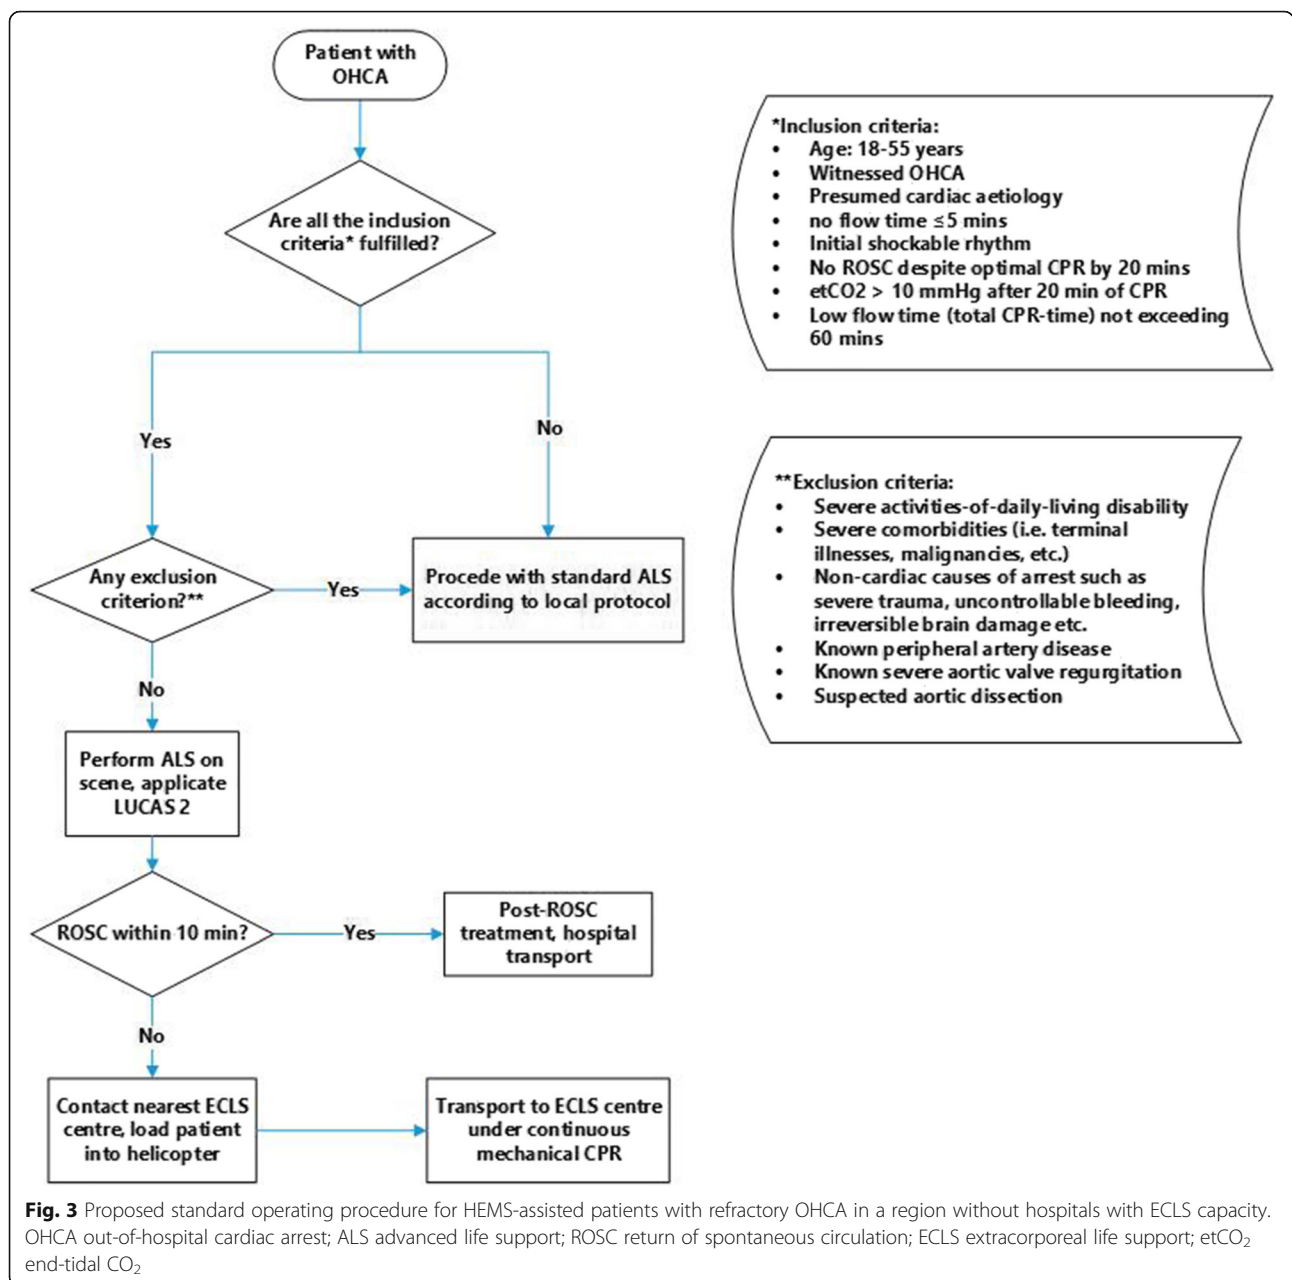 Patient with
OHCA
Are all the inclusion
criteria* fulfilled?
*Inclusion criteria:
• Age: 18-55 years
• Witnessed OHCA
• Presumed cardiac aetiology
• no flow time ≤5 mins
• Initial shockable rhythm
• No ROSC despite optimal CPR by 20 mins
• etCO2 > 10 mmHg after 20 min of CPR
• Low flow time (total CPR-time) not exceeding
60 mins
Yes
No
**Exclusion criteria:
• Severe activities-of-daily-living disability
• Severe comorbidities (i.e. terminal
illnesses, malignancies, etc.)
• Non-cardiac causes of arrest such as
severe trauma, uncontrollable bleeding,
irreversible brain damage etc.
• Known peripheral artery disease
• Known severe aortic valve regurgitation
• Suspected aortic dissection
Any exclusion
criterion?**
Yes
Procede with standard ALS
according to local protocol
No
Perform ALS on
scene, applicate
LUCAS 2
ROSC within 10 min?
Yes
Post-ROSC
treatment, hospital
transport
No
Contact nearest ECLS
centre, load patient
into helicopter
Transport to ECLS centre
under continuous
mechanical CPR
Fig. 3 Proposed standard operating procedure for HEMS-assisted patients with refractory OHCA in a region without hospitals with ECLS capacity.
OHCA out-of-hospital cardiac arrest; ALS advanced life support; ROSC return of spontaneous circulation; ECLS extracorporeal life support; etCO₂
end-tidal CO₂